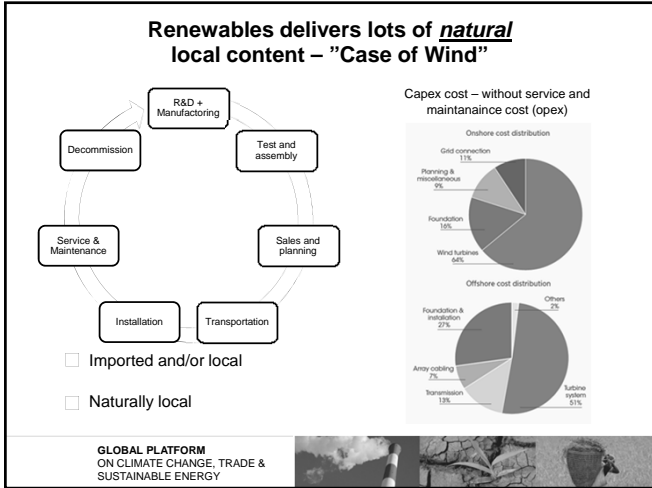 Renewables delivers lots of natural
local content – ”Case of Wind”
R&D +
Manufactoring
Test and
assembly
Sales and
planning
Transportation
Installation
Service &
Maintenance
Decommission
Imported and/or local
Naturally local
Capex cost – without service and
maintanaince cost (opex)
Onshore cost distribution
Grid connection
11%
Planning &
miscellaneous
9%
Foundation
16%
Wind turbines
64%
Offshore cost distribution
Others
2%
Foundation &
installation
27%
Array cabling
7%
Transmission
13%
Turbine
system
51%
GLOBAL PLATFORM
ON CLIMATE CHANGE, TRADE &
SUSTAINABLE ENERGY